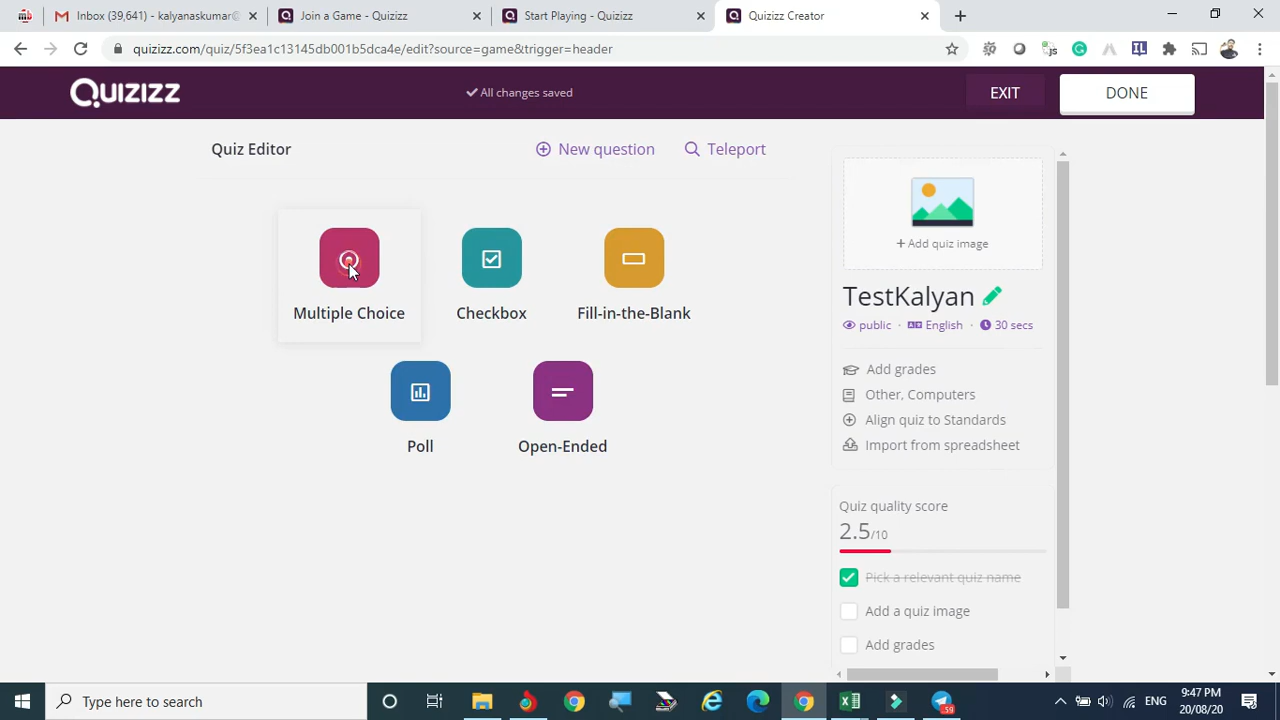 Inbox (39,641) - kalyanaskumar@
Join a Game - Quizizz
Start Playing - Quizizz
Quizizz Creator
quizizz.com/quiz/5f3ea1c13145db001b5dca4e/edit?source=game&trigger=header
Quizizz
All changes saved
EXIT
DONE
Quiz Editor
New question
Teleport
Multiple Choice
Checkbox
Fill-in-the-Blank
Poll
Open-Ended
+ Add quiz image
TestKalyan
public · English · 30 secs
Add grades
Other, Computers
Align quiz to Standards
Import from spreadsheet
Quiz quality score
2.5/10
Pick a relevant quiz name
Add a quiz image
Add grades
Type here to search
59
ENG
9:47 PM
20/08/20